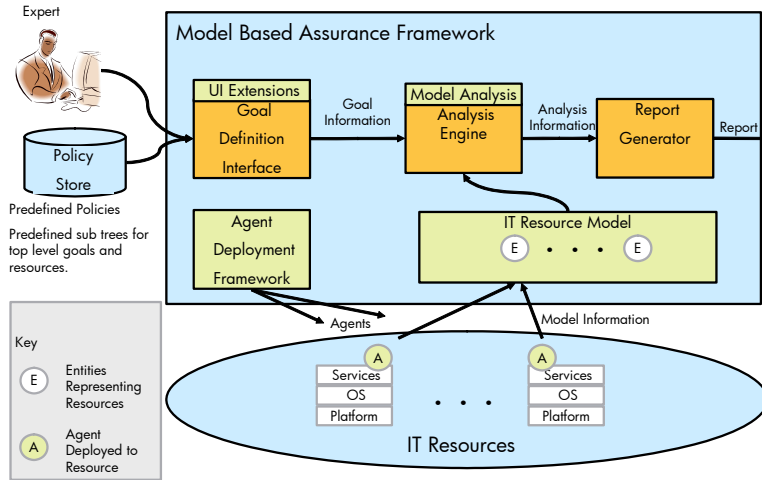 Expert
Model Based Assurance Framework
UI Extensions
Goal
Definition
Interface
Goal
Information
Model Analysis
Analysis
Engine
Analysis
Information
Report
Generator
Report
Policy
Store
Predefined Policies
Predefined sub trees for
top level goals and
resources.
Agent
Deployment
Framework
IT Resource Model
E . . . E
Agents
Model Information
Key
E
Entities
Representing
Resources
A
Agent
Deployed to
Resource
A
Services
OS
Platform
. . .
A
Services
OS
Platform
IT Resources